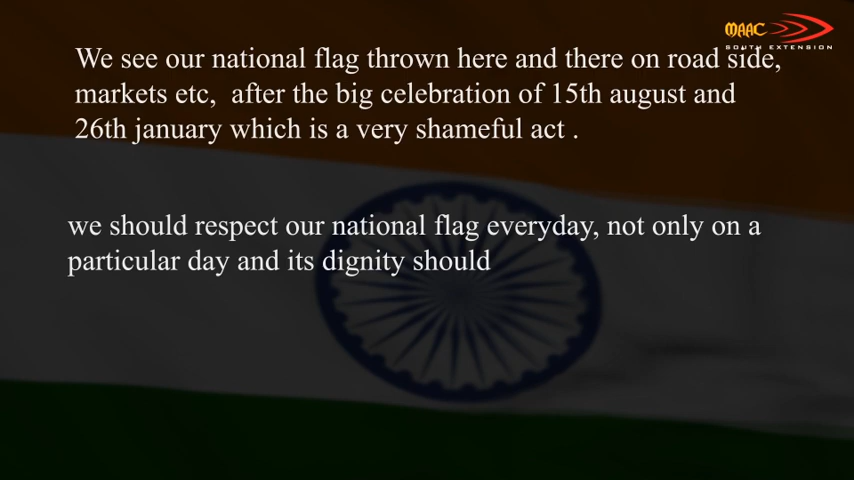 MAAC
SOUTH EXTENSION
We see our national flag thrown here and there on road side,
markets etc, after the big celebration of 15th august and
26th january which is a very shameful act .
we should respect our national flag everyday, not only on a
particular day and its dignity should